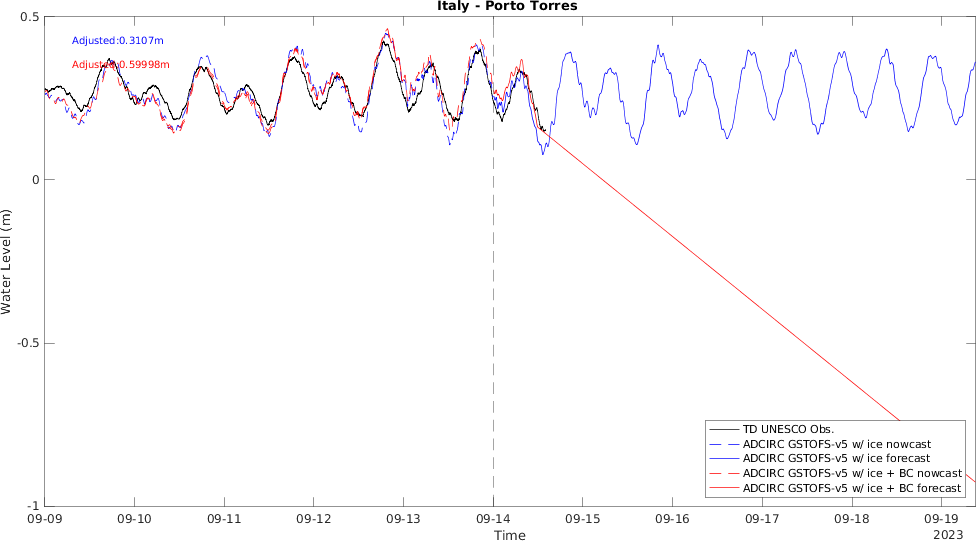 Italy - Porto Torres
Adjusted:0.3107m
Adjusted:0.59998m
Water Level (m)
0.5
0
-0.5
-1
TD UNESCO Obs.
ADCIRC GSTOFS-v5 w/ ice nowcast
ADCIRC GSTOFS-v5 w/ ice forecast
ADCIRC GSTOFS-v5 w/ ice + BC nowcast
ADCIRC GSTOFS-v5 w/ ice + BC forecast
09-09 09-10 09-11 09-12 09-13 09-14 09-15 09-16 09-17 09-18 09-19
Time
2023